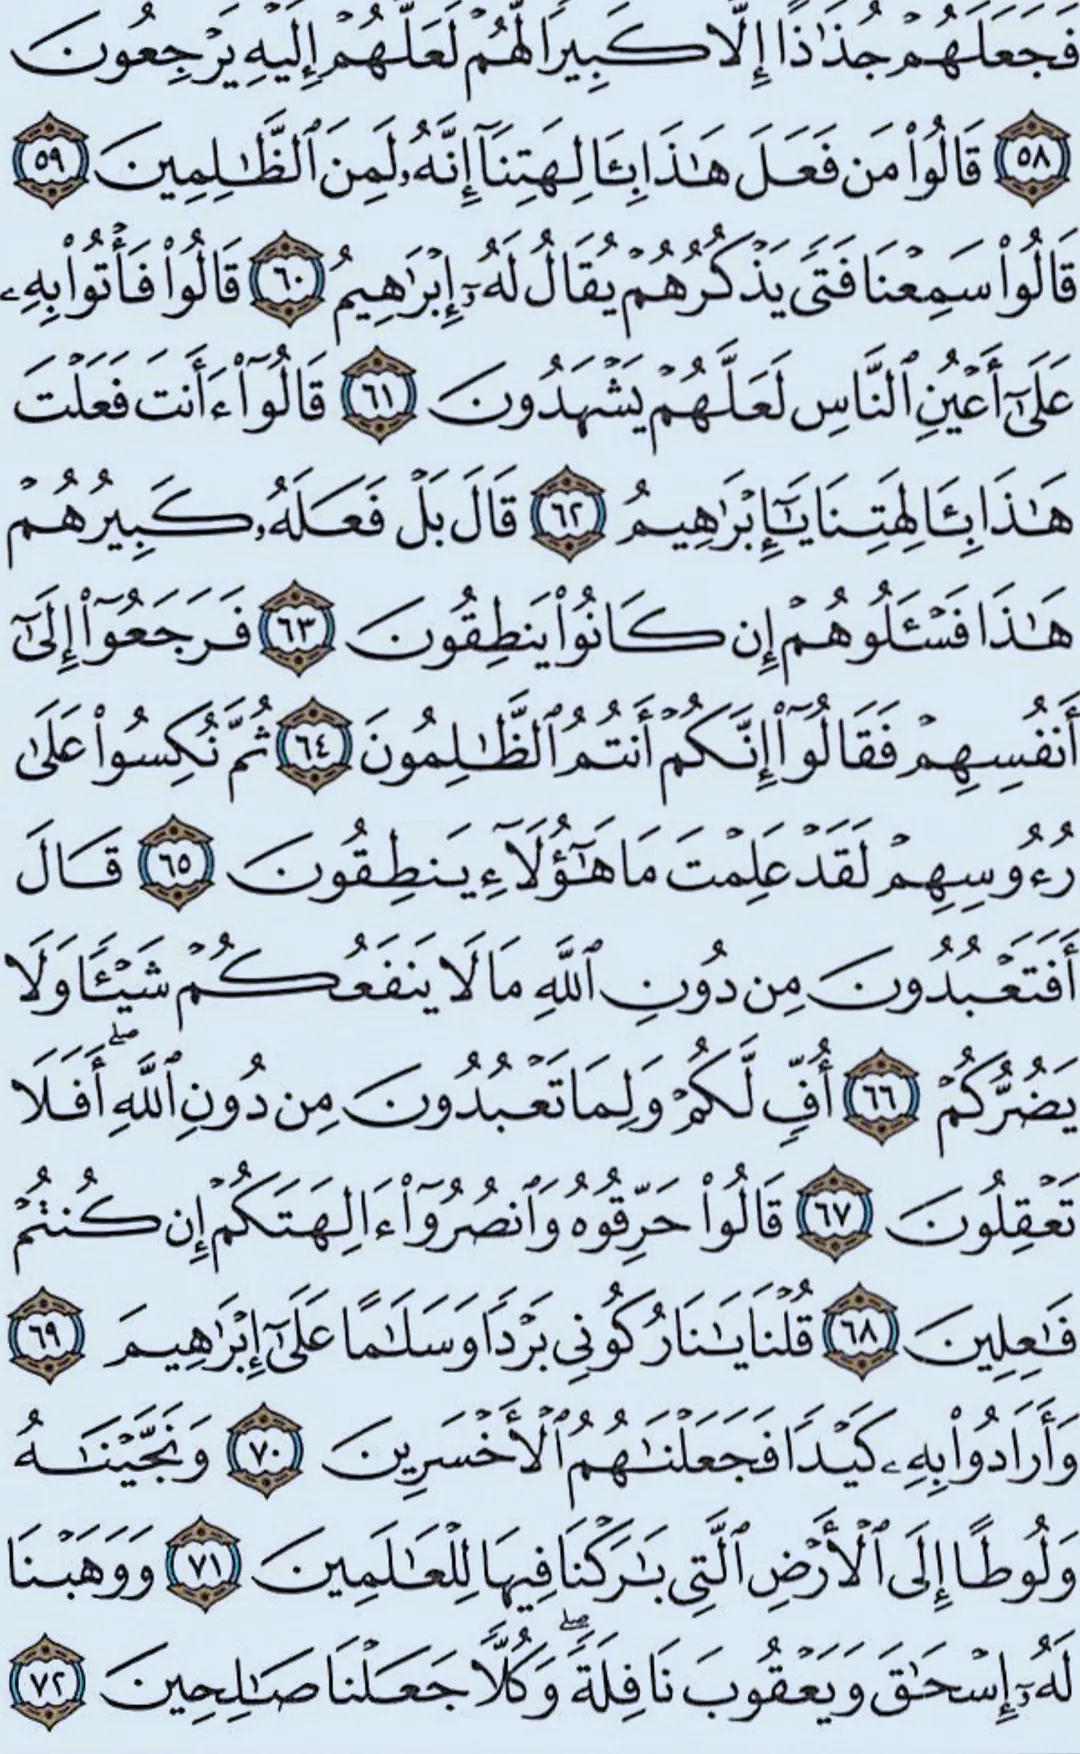 فَجَعَلَهُمْ جُذَٰذًا إِلَّا كَبِيرًا لَّهُمْ لَعَلَّهُمْ إِلَيْهِ يَرْجِعُونَ
٥٨ قَالُوا۟ مَن فَعَلَ هَٰذَا بِـَٔالِهَتِنَآ إِنَّهُۥ لَمِنَ ٱلظَّٰلِمِينَ ٥٩
قَالُوا۟ سَمِعْنَا فَتًى يَذْكُرُهُمْ يُقَالُ لَهُۥٓ إِبْرَٰهِيمُ ٦٠ قَالُوا۟ فَأْتُوا۟ بِهِۦ
عَلَىٰٓ أَعْيُنِ ٱلنَّاسِ لَعَلَّهُمْ يَشْهَدُونَ ٦١ قَالُوٓا۟ ءَأَنتَ فَعَلْتَ
هَٰذَا بِـَٔالِهَتِنَا يَٰٓإِبْرَٰهِيمُ ٦٢ قَالَ بَلْ فَعَلَهُۥ كَبِيرُهُمْ
هَٰذَا فَسْـَٔلُوهُمْ إِن كَانُوا۟ يَنطِقُونَ ٦٣ فَرَجَعُوٓا۟ إِلَىٰٓ
أَنفُسِهِمْ فَقَالُوٓا۟ إِنَّكُمْ أَنتُمُ ٱلظَّٰلِمُونَ ٦٤ ثُمَّ نُكِسُوا۟ عَلَىٰ
رُءُوسِهِمْ لَقَدْ عَلِمْتَ مَا هَٰٓؤُلَآءِ يَنطِقُونَ ٦٥ قَالَ
أَفَتَعْبُدُونَ مِن دُونِ ٱللَّهِ مَا لَا يَنفَعُكُمْ شَيْـًٔا وَلَا
يَضُرُّكُمْ ٦٦ أُفٍّ لَّكُمْ وَلِمَا تَعْبُدُونَ مِن دُونِ ٱللَّهِ ۖ أَفَلَا
تَعْقِلُونَ ٦٧ قَالُوا۟ حَرِّقُوهُ وَٱنصُرُوٓا۟ ءَالِهَتَكُمْ إِن كُنتُمْ
فَٰعِلِينَ ٦٨ قُلْنَا يَٰنَارُ كُونِى بَرْدًا وَسَلَٰمًا عَلَىٰٓ إِبْرَٰهِيمَ ٦٩
وَأَرَادُوا۟ بِهِۦ كَيْدًا فَجَعَلْنَٰهُمُ ٱلْأَخْسَرِينَ ٧٠ وَنَجَّيْنَٰهُ
وَلُوطًا إِلَى ٱلْأَرْضِ ٱلَّتِى بَٰرَكْنَا فِيهَا لِلْعَٰلَمِينَ ٧١ وَوَهَبْنَا
لَهُۥٓ إِسْحَٰقَ وَيَعْقُوبَ نَافِلَةً ۖ وَكُلًّا جَعَلْنَا صَٰلِحِينَ ٧٢